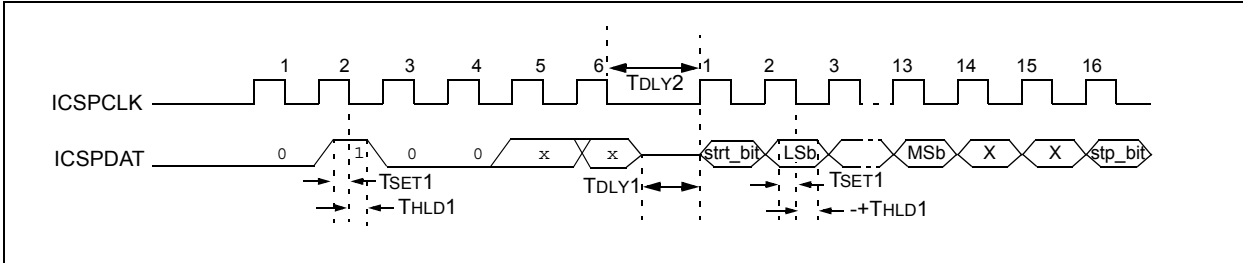 1 2 3 4 5 6 1 2 3 13 14 15 16
TDLY2
ICSPCLK
ICSPDAT 0 1 0 0 x x strt_bit LSb MSb X X stp_bit
TSET1 TDLY1 TSET1
THLD1 -+THLD1